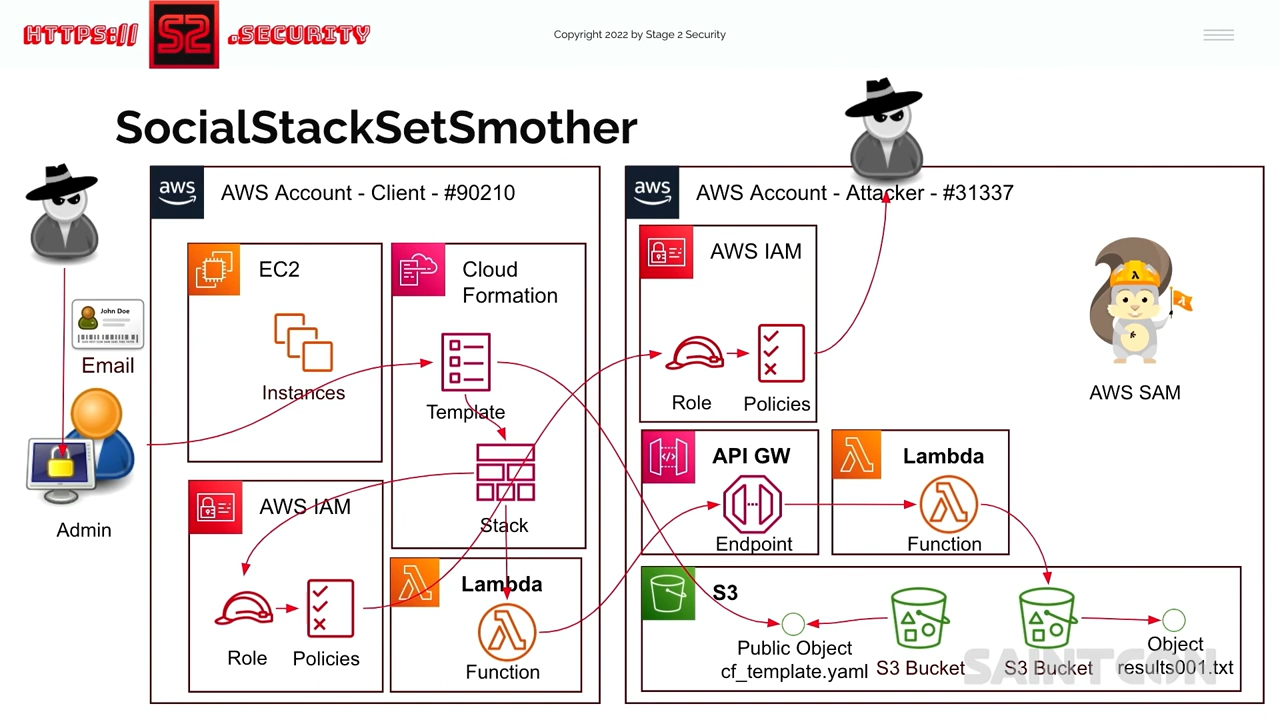 HTTPS://
S2
.SECURITY
Copyright 2022 by Stage 2 Security
SocialStackSetSmother
aws
AWS Account - Client - #90210
aws
AWS Account - Attacker - #31337
EC2
Cloud
Formation
AWS IAM
John Doe
Email
Instances
Template
Role
Policies
AWS SAM
Admin
AWS IAM
Stack
API GW
Endpoint
Lambda
Function
Role
Policies
Lambda
Function
S3
Public Object
cf_template.yaml
S3 Bucket
S3 Bucket
Object
results001.txt
SAINTCON